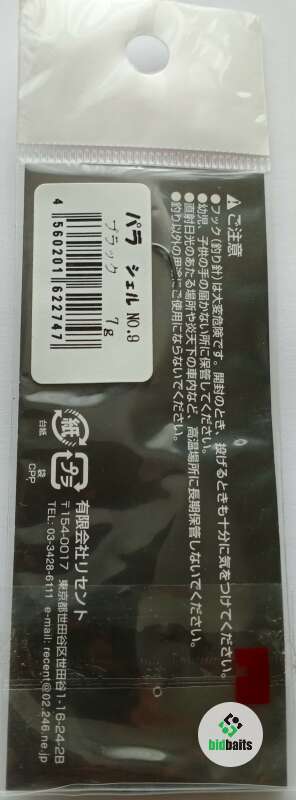 パラ シェル NO.8
ブラック 7g
4 560201 622747
⚠ご注意
●フック(釣り針)は大変危険です。開封のとき、投げるときも十分に気をつけてください。
●幼児、子供の手の届かない所に保管してください。
●直射日光のあたる場所や炎天下の車内など、高温場所に長期保管しないでください。
●釣り以外の用途にご使用にならないでください。
紙
台紙
プラ
袋
CPP
有限会社リセント
〒154-0017 東京都世田谷区世田谷1-16-24-2B
TEL: 03-3428-6111 e-mail: recent@02.246.ne.jp
bidbaits